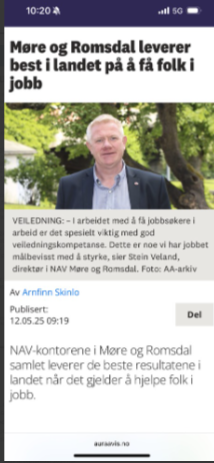 10:20
5G
Møre og Romsdal leverer
best i landet på å få folk i
jobb
VEILEDNING: – I arbeidet med å få jobbsøkere i
arbeid er det spesielt viktig med god
veiledningskompetanse. Dette er noe vi har jobbet
målbevisst med å styrke, sier Stein Veland,
direktør i NAV Møre og Romsdal. Foto: AA-arkiv
Av Arnfinn Skinlo
Publisert:
12.05.25 09:19
Del
NAV-kontorene i Møre og Romsdal
samlet leverer de beste resultatene i
landet når det gjelder å hjelpe folk i
jobb.
auraavis.no